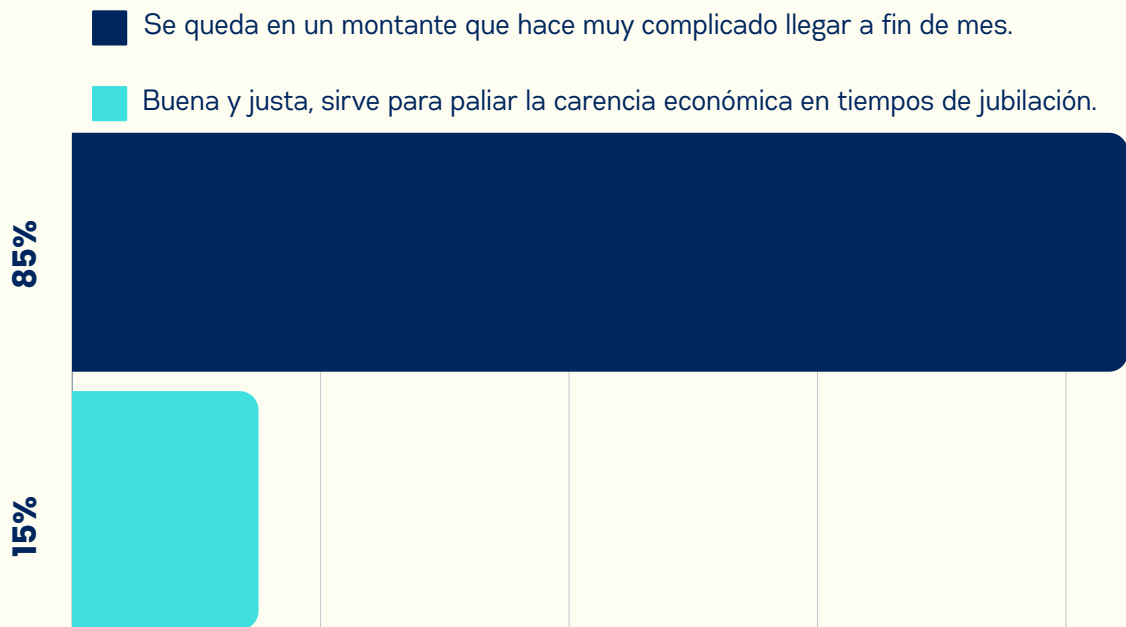 Se queda en un montante que hace muy complicado llegar a fin de mes.
Buena y justa, sirve para paliar la carencia económica en tiempos de jubilación.
85%
15%